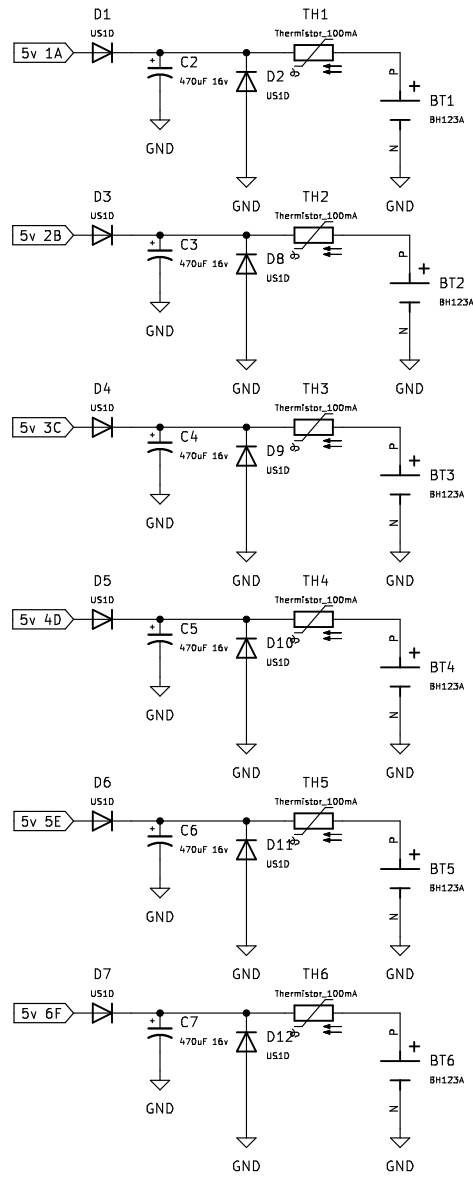 D1
US1D
TH1
Thermistor_100mA
5v 1A
+
C2
470uF 16v
D2
US1D
P
+
BT1
BH123A
N
GND
GND
GND
D3
US1D
TH2
Thermistor_100mA
5v 2B
+
C3
470uF 16v
D8
US1D
P
+
BT2
BH123A
N
GND
GND
GND
D4
US1D
TH3
Thermistor_100mA
5v 3C
+
C4
470uF 16v
D9
US1D
P
+
BT3
BH123A
N
GND
GND
GND
D5
US1D
TH4
Thermistor_100mA
5v 4D
+
C5
470uF 16v
D10
US1D
P
+
BT4
BH123A
N
GND
GND
GND
D6
US1D
TH5
Thermistor_100mA
5v 5E
+
C6
470uF 16v
D11
US1D
P
+
BT5
BH123A
N
GND
GND
GND
D7
US1D
TH6
Thermistor_100mA
5v 6F
+
C7
470uF 16v
D12
US1D
P
+
BT6
BH123A
N
GND
GND
GND